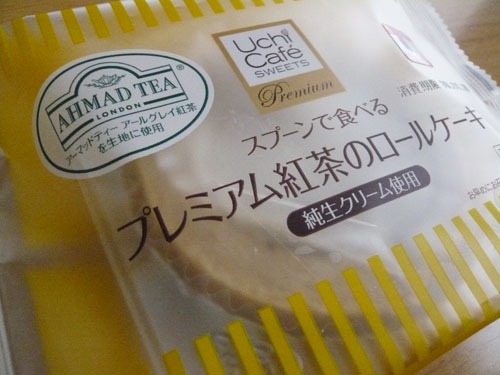 AHMAD TEA®
LONDON
アーマッドティー アールグレイ紅茶
を生地に使用
Uchi
Café
SWEETS
Premium
消費期限
スプーンで食べる
プレミアム紅茶のロールケーキ
純生クリーム使用